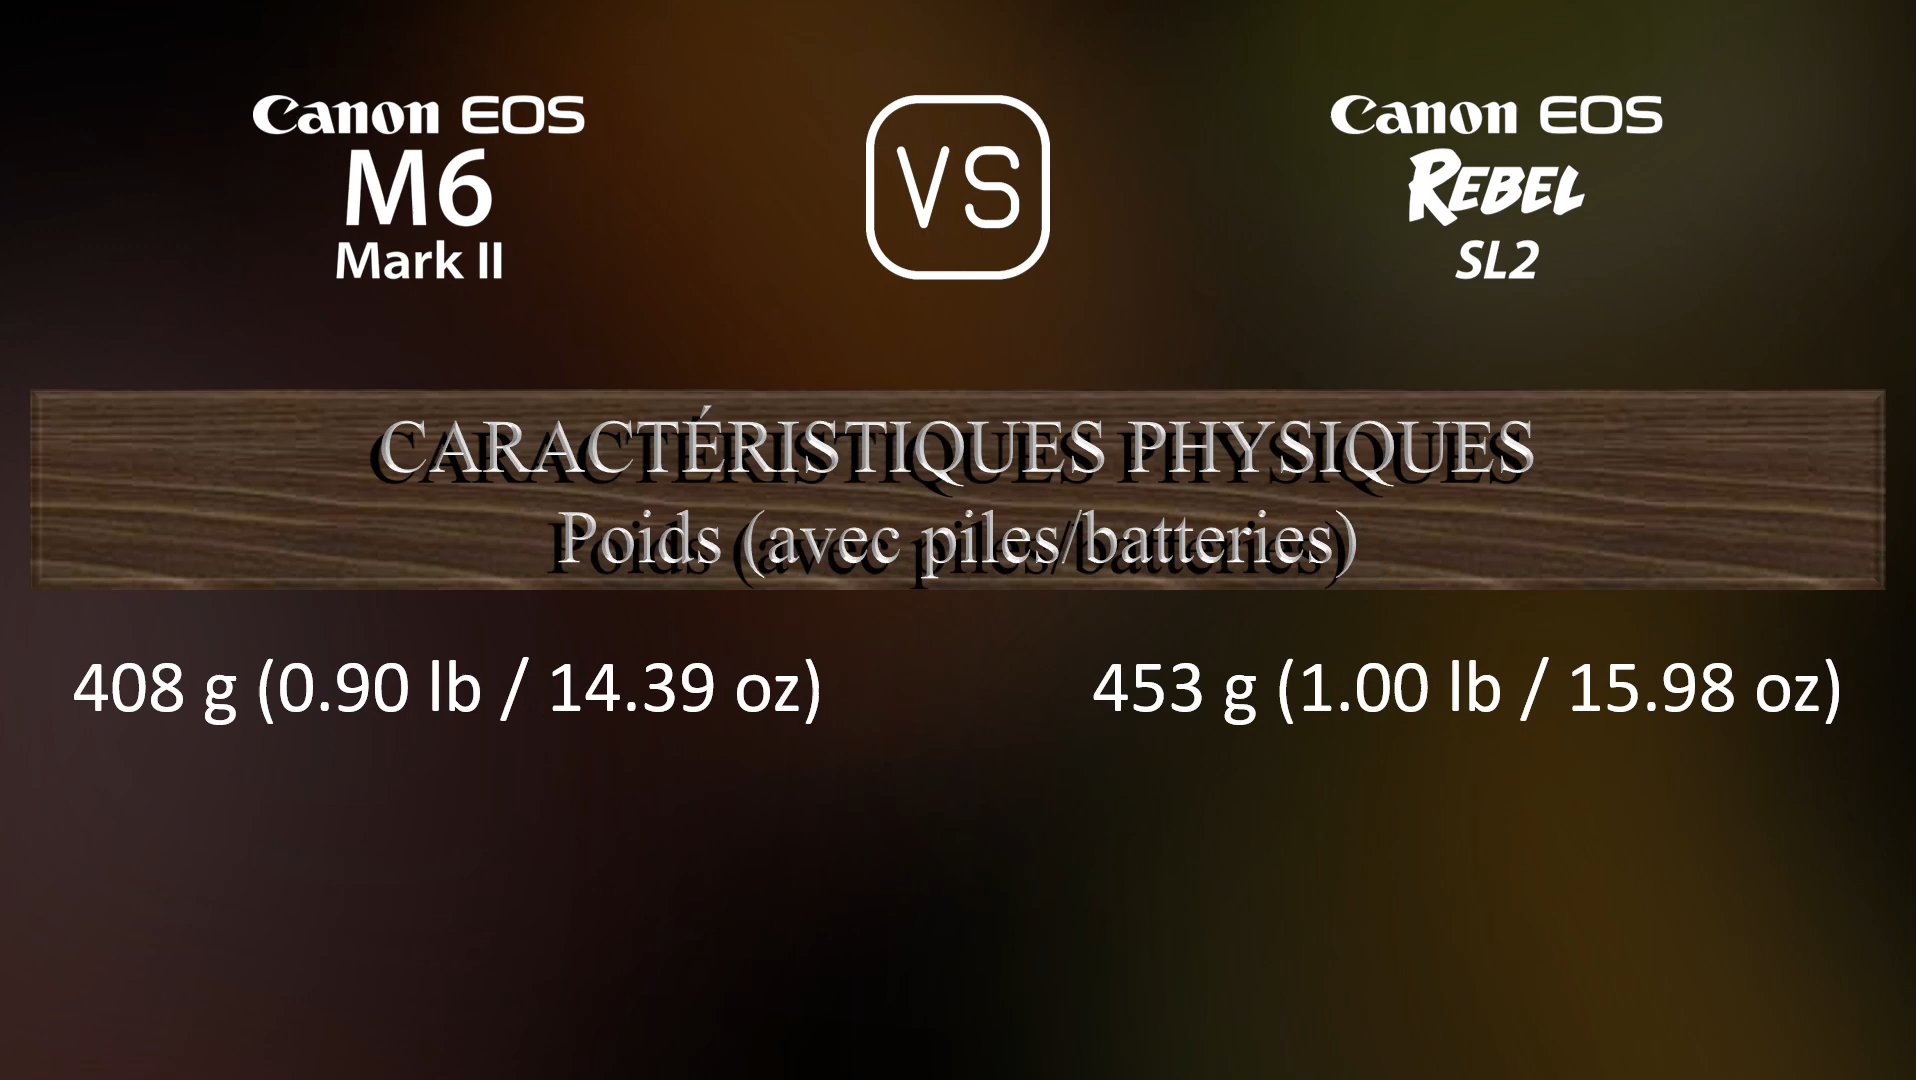 Canon EOS
M6
Mark II
VS
Canon EOS
REBEL
SL2
CARACTÉRISTIQUES PHYSIQUES
Poids (avec piles/batteries)
408 g (0.90 lb / 14.39 oz)
453 g (1.00 lb / 15.98 oz)